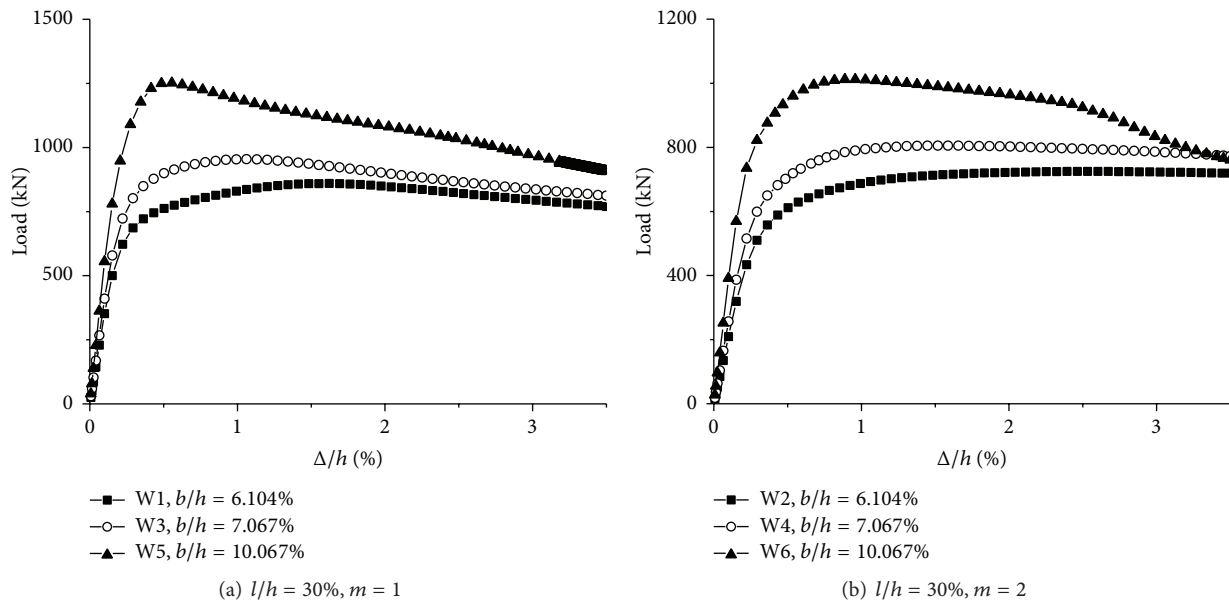 1500
1000
500
0
Load (kN)
0
1
2
3
Δ/h (%)
W1, b/h = 6.104%
W3, b/h = 7.067%
W5, b/h = 10.067%
(a) l/h = 30%, m = 1
1200
800
400
0
Load (kN)
0
1
2
3
Δ/h (%)
W2, b/h = 6.104%
W4, b/h = 7.067%
W6, b/h = 10.067%
(b) l/h = 30%, m = 2